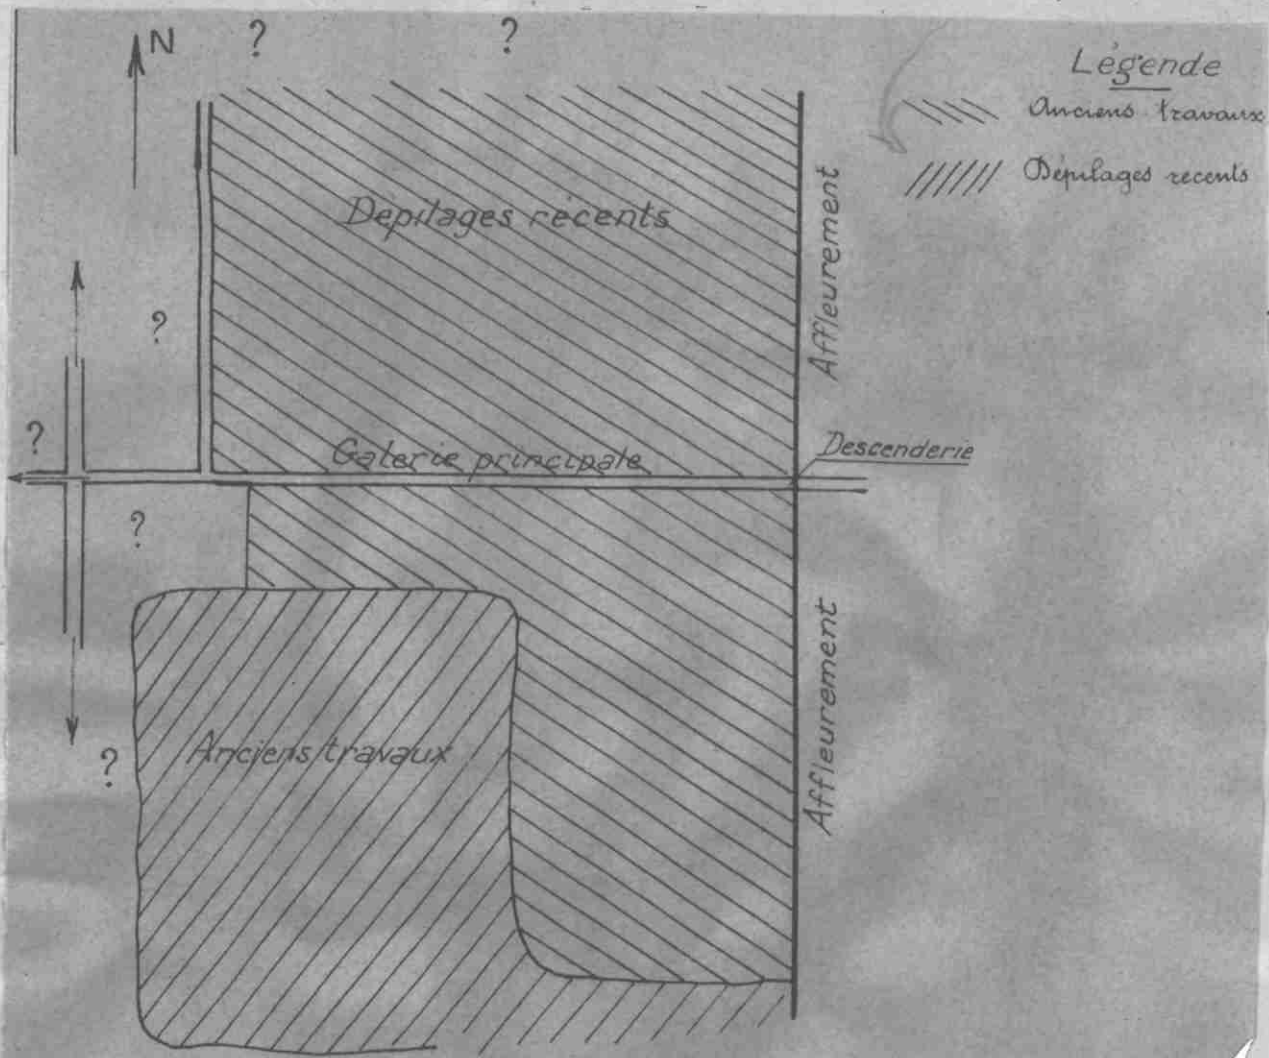 N
?
?
Légende
Anciens travaux
Dépilages récents
Dépilages récents
Affleurement
?
?
Galerie principale
Descenderie
?
Anciens travaux
?
Affleurement